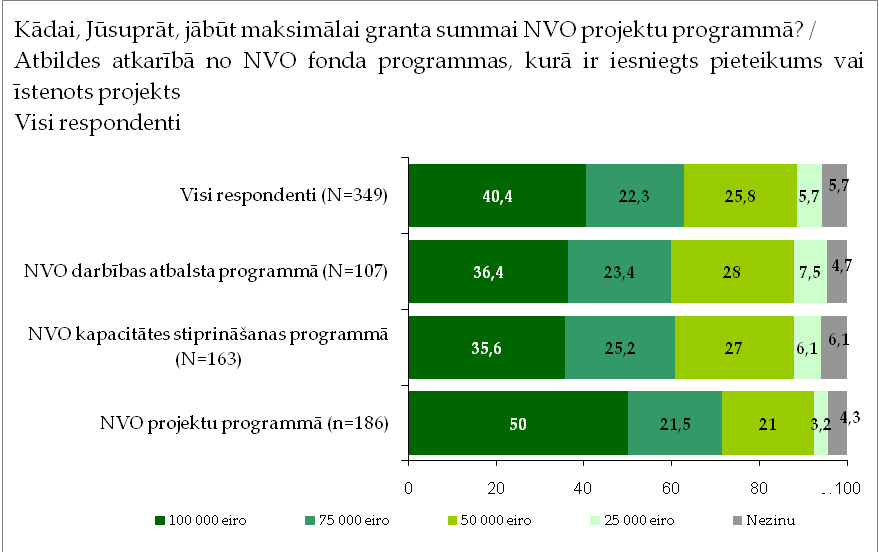 Kādai, Jūsuprāt, jābūt maksimālai granta summai NVO projektu programmā? /
Atbildes atkarībā no NVO fonda programmas, kurā ir iesniegts pieteikums vai
īstenots projekts
Visi respondenti
Visi respondenti (N=349)
40,4 22,3 25,8 5,7 5,7
NVO darbības atbalsta programmā (N=107)
36,4 23,4 28 7,5 4,7
NVO kapacitātes stiprināšanas programmā
(N=163)
35,6 25,2 27 6,1 6,1
NVO projektu programmā (n=186)
50 21,5 21 3,2 4,3
0 20 40 60 80 100
100 000 eiro 75 000 eiro 50 000 eiro 25 000 eiro Nezinu